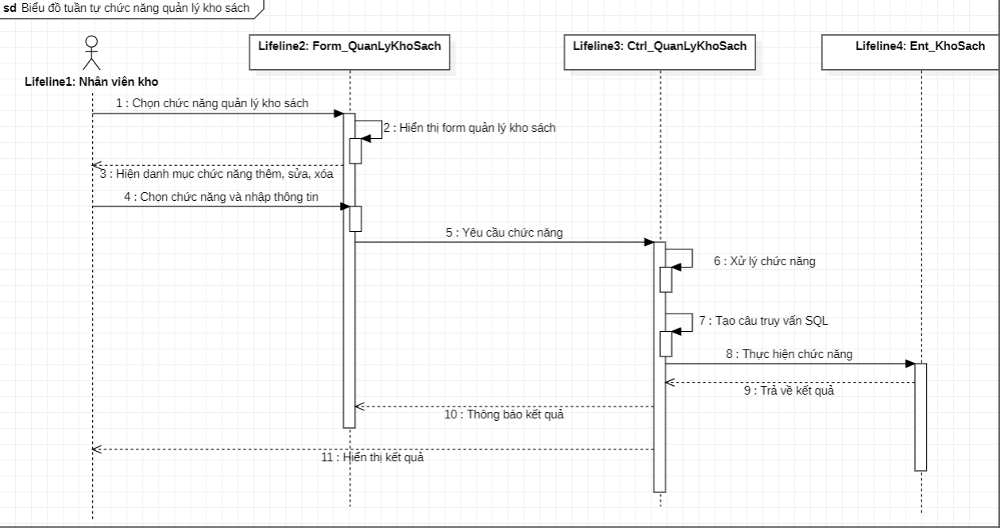 sd Biểu đồ tuần tự chức năng quản lý kho sách
Lifeline1: Nhân viên kho
Lifeline2: Form_QuanLyKhoSach
Lifeline3: Ctrl_QuanLyKhoSach
Lifeline4: Ent_KhoSach
1 : Chọn chức năng quản lý kho sách
2 : Hiển thị form quản lý kho sách
3 : Hiện danh mục chức năng thêm, sửa, xóa
4 : Chọn chức năng và nhập thông tin
5 : Yêu cầu chức năng
6 : Xử lý chức năng
7 : Tạo câu truy vấn SQL
8 : Thực hiện chức năng
9 : Trả về kết quả
10 : Thông báo kết quả
11 : Hiển thị kết quả